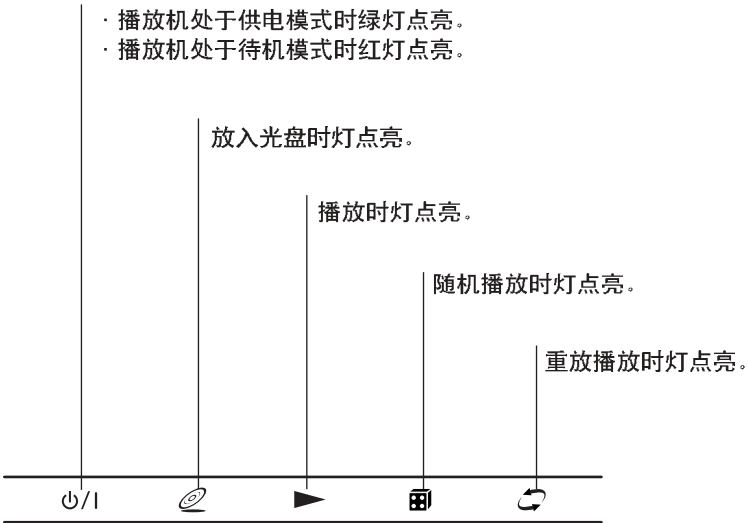 · 播放机处于供电模式时绿灯点亮。
· 播放机处于待机模式时红灯点亮。
放入光盘时灯点亮。
播放时灯点亮。
随机播放时灯点亮。
重放播放时灯点亮。
⏻/I